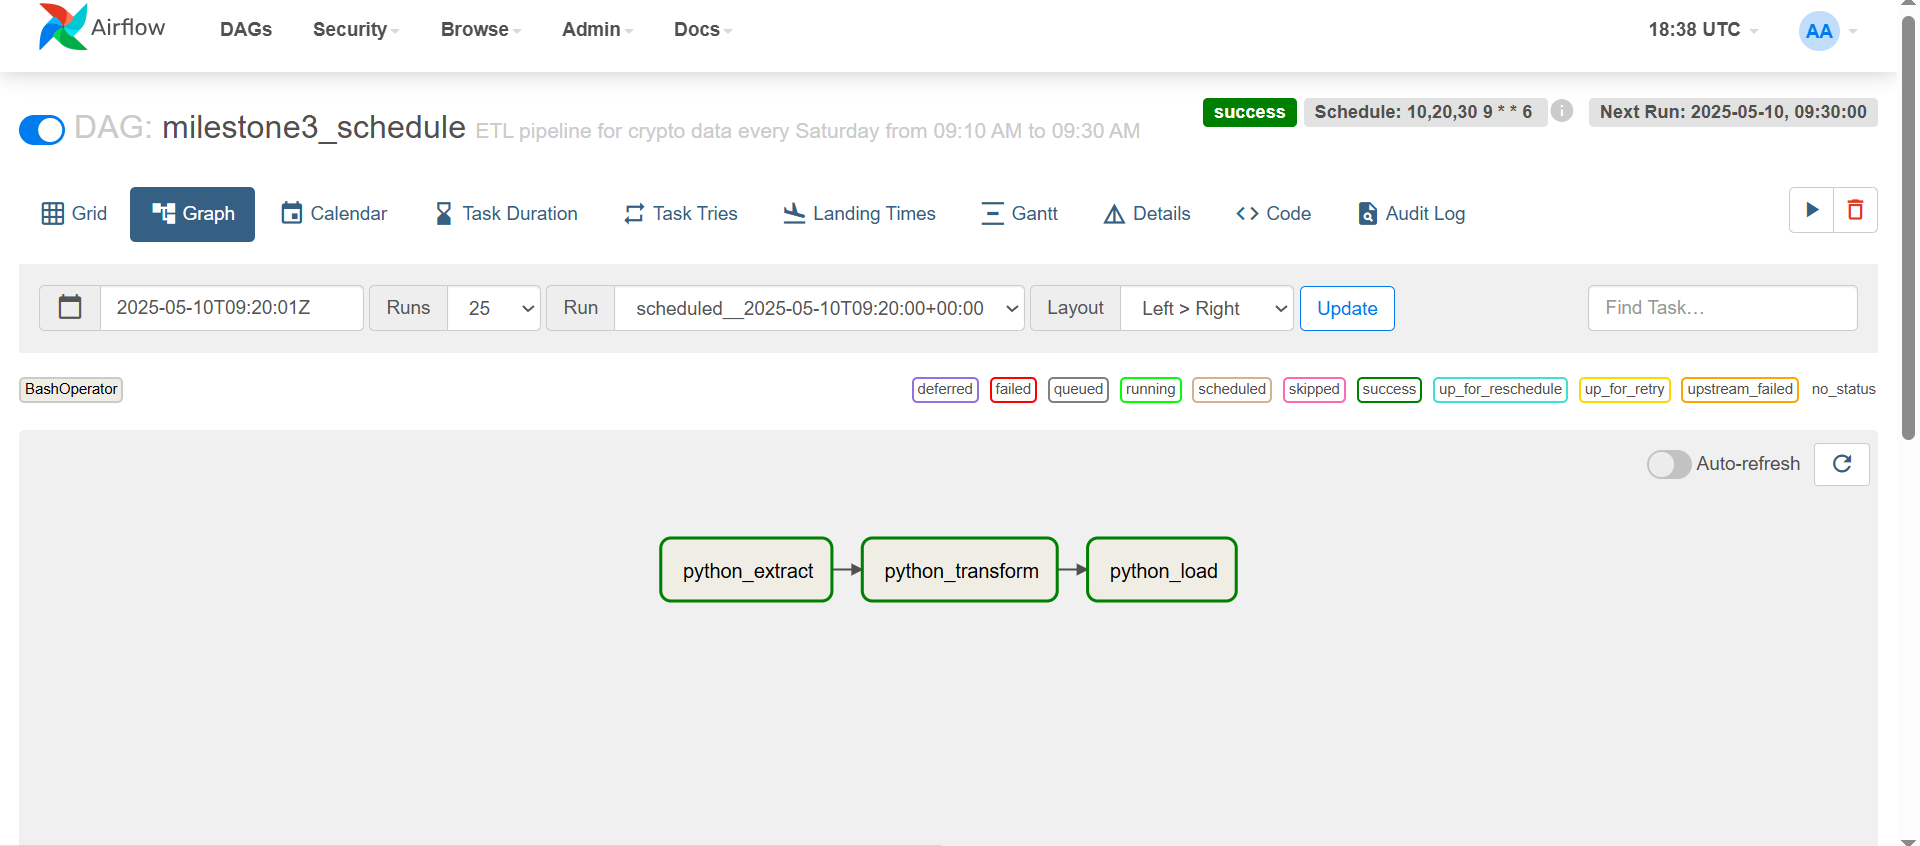 Airflow DAGs Security Browse Admin Docs 18:38 UTC AA
DAG: milestone3_schedule ETL pipeline for crypto data every Saturday from 09:10 AM to 09:30 AM success Schedule: 10,20,30 9 * * 6 i Next Run: 2025-05-10, 09:30:00
Grid Graph Calendar Task Duration Task Tries Landing Times Gantt Details Code Audit Log
2025-05-10T09:20:01Z Runs 25 Run scheduled__2025-05-10T09:20:00+00:00 Layout Left > Right Update Find Task…
BashOperator deferred failed queued running scheduled skipped success up_for_reschedule up_for_retry upstream_failed no_status
Auto-refresh
python_extract python_transform python_load